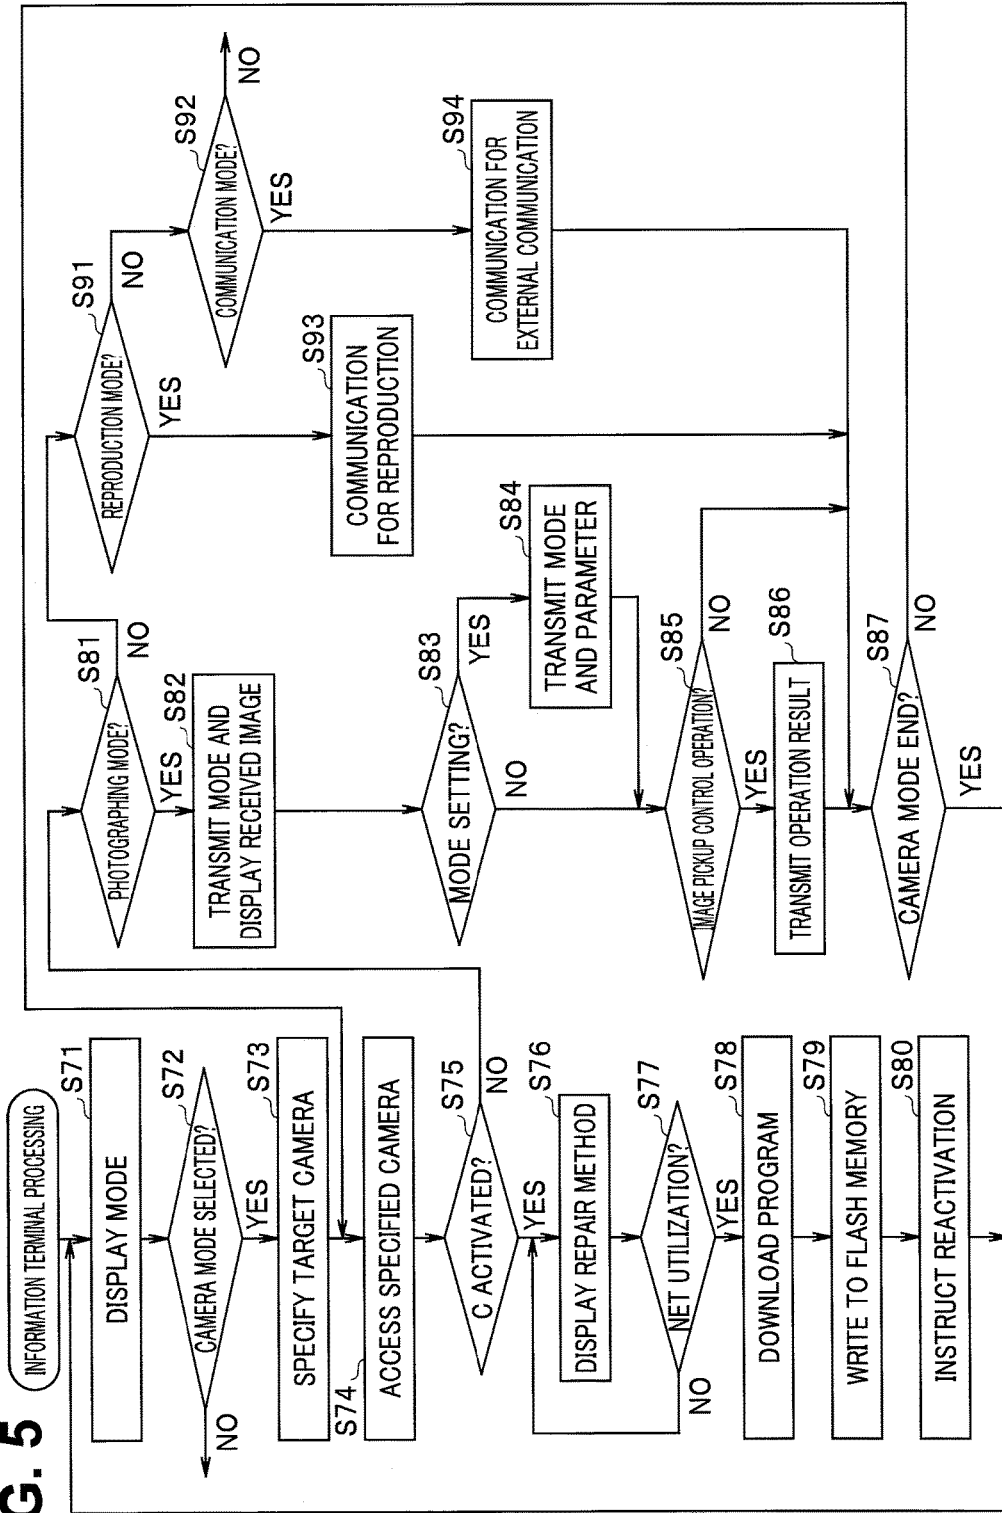 G. 5
INFORMATION TERMINAL PROCESSING
S71
DISPLAY MODE
S72
CAMERA MODE SELECTED?
NO
YES
S73
SPECIFY TARGET CAMERA
S74
ACCESS SPECIFIED CAMERA
S75
C ACTIVATED?
NO
YES
S76
DISPLAY REPAIR METHOD
S77
NET UTILIZATION?
NO
YES
S78
DOWNLOAD PROGRAM
S79
WRITE TO FLASH MEMORY
S80
INSTRUCT REACTIVATION
S81
PHOTOGRAPHING MODE?
NO
YES
S82
TRANSMIT MODE AND
DISPLAY RECEIVED IMAGE
S83
MODE SETTING?
YES
NO
S84
TRANSMIT MODE
AND PARAMETER
S85
IMAGE PICKUP CONTROL OPERATION?
NO
YES
S86
TRANSMIT OPERATION RESULT
S87
CAMERA MODE END?
NO
YES
S91
REPRODUCTION MODE?
NO
YES
S93
COMMUNICATION
FOR REPRODUCTION
S92
COMMUNICATION MODE?
NO
YES
S94
COMMUNICATION FOR
EXTERNAL COMMUNICATION